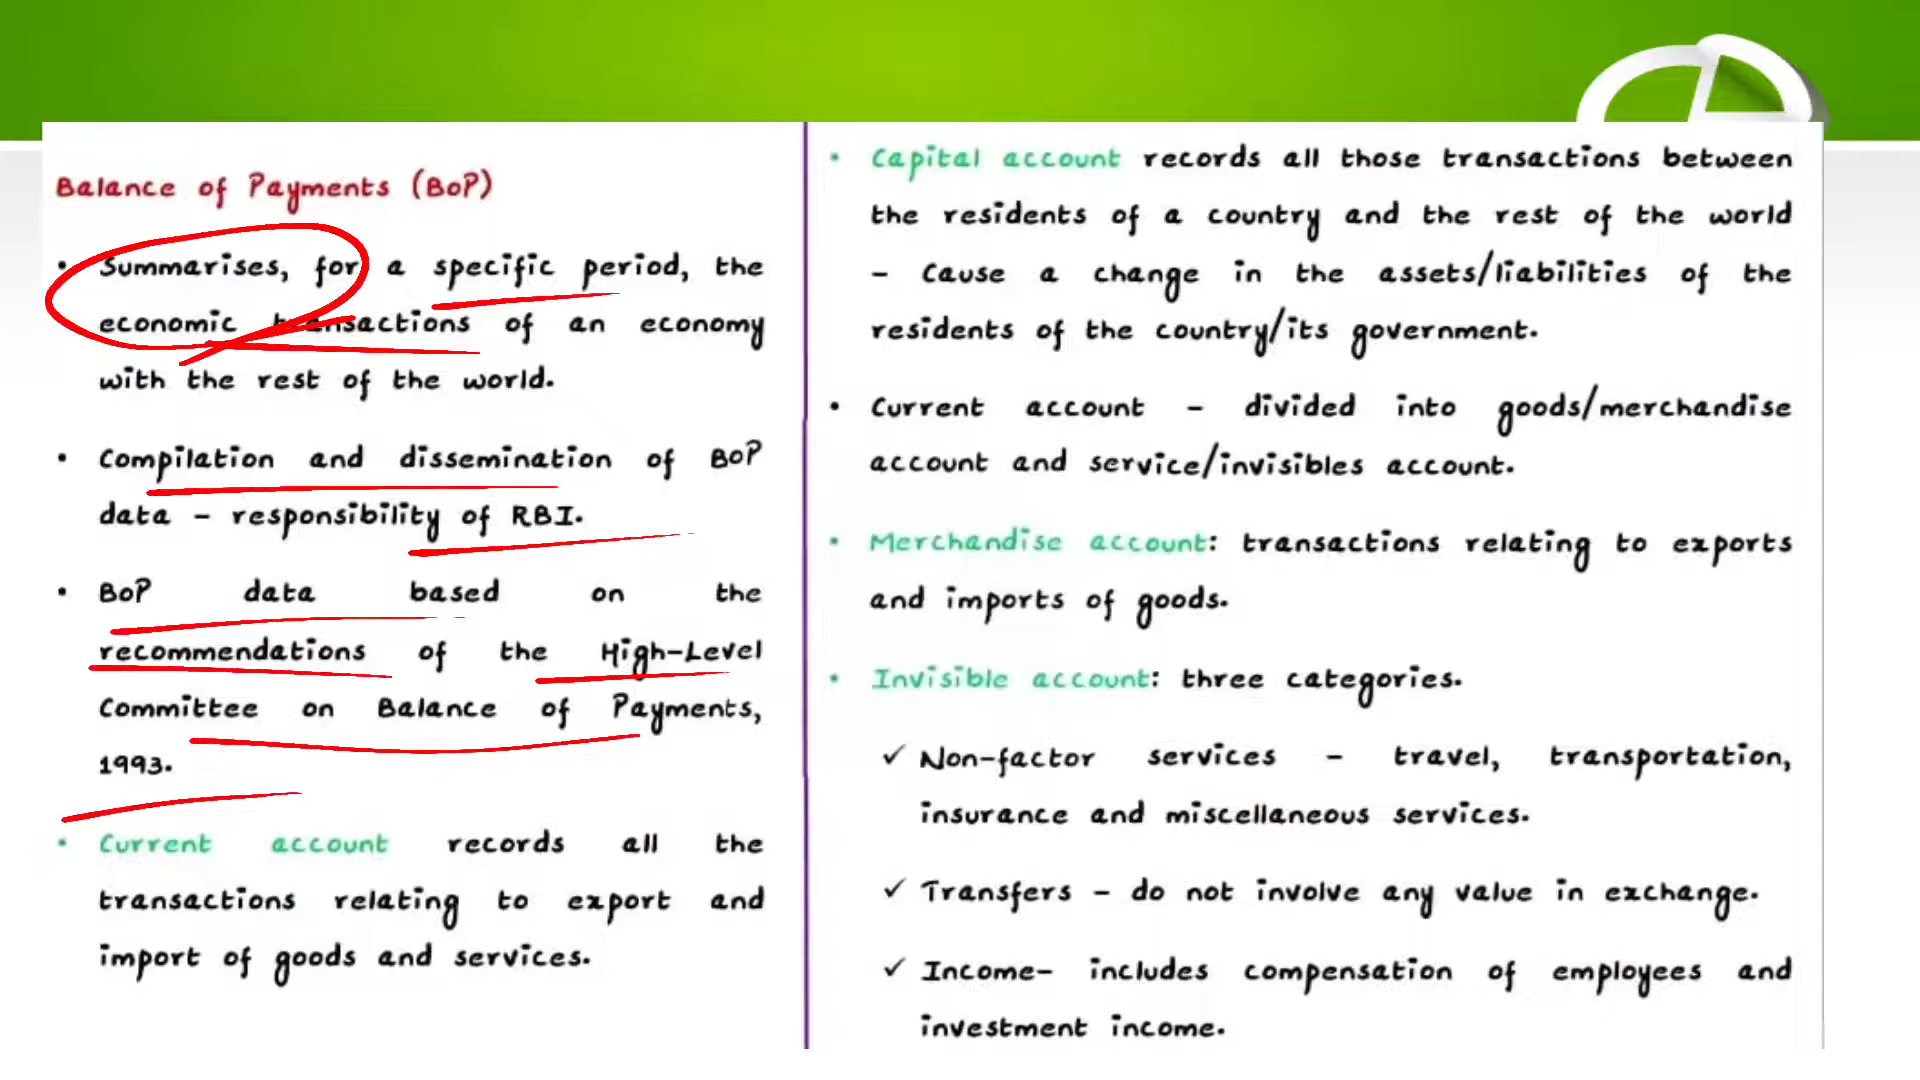 Balance of Payments (BoP)
• Summarises, for a specific period, the
economic transactions of an economy
with the rest of the world.
• Compilation and dissemination of BoP
data – responsibility of RBI.
• BoP data based on the
recommendations of the High-Level
Committee on Balance of Payments,
1993.
• Current account records all the
transactions relating to export and
import of goods and services.
• Capital account records all those transactions between
the residents of a country and the rest of the world
– Cause a change in the assets/liabilities of the
residents of the country/its government.
• Current account – divided into goods/merchandise
account and service/invisibles account.
• Merchandise account: transactions relating to exports
and imports of goods.
• Invisible account: three categories.
✓ Non-factor services – travel, transportation,
insurance and miscellaneous services.
✓ Transfers – do not involve any value in exchange.
✓ Income– includes compensation of employees and
investment income.